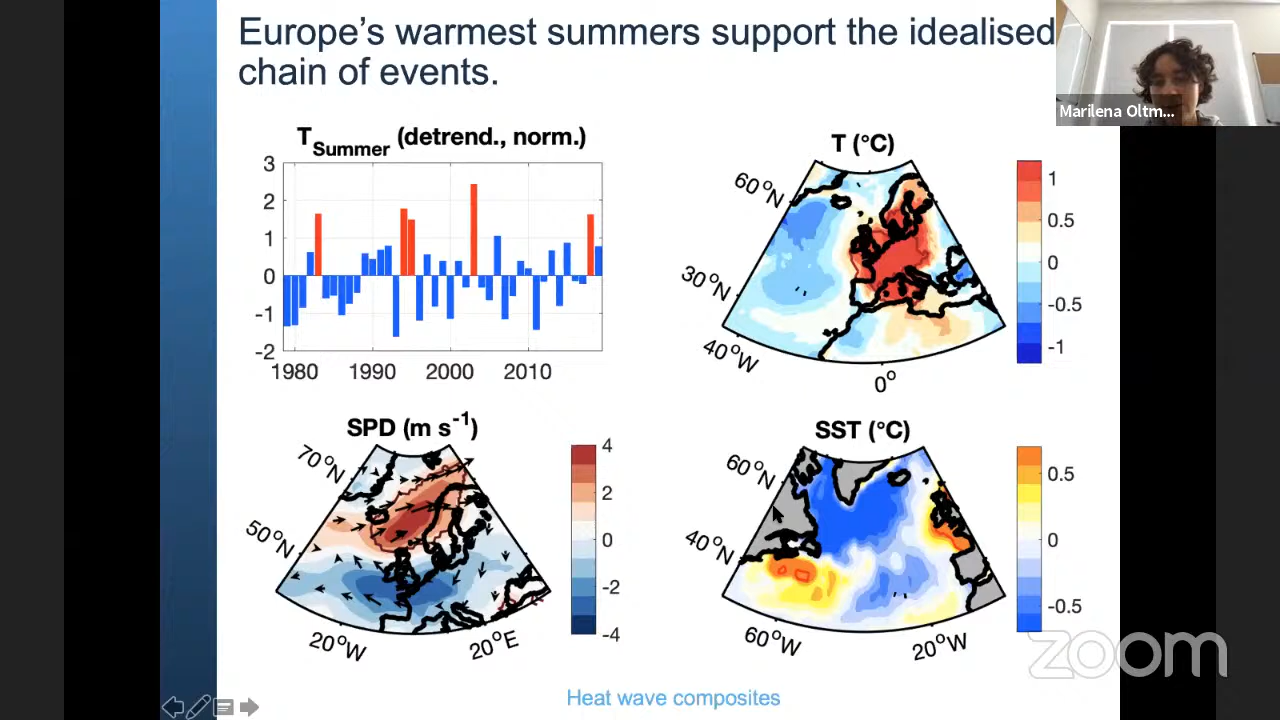 Europe's warmest summers support the idealised
chain of events.
Marilena Oltm...
T Summer (detrend., norm.)
3
2
1
0
-1
-2
1980 1990 2000 2010
T (°C)
60°N
30°N
40°W
0°
1
0.5
0
-0.5
-1
SPD (m s-1)
70°N
50°N
20°W
20°E
4
2
0
-2
-4
SST (°C)
60°N
40°N
60°W
20°W
0.5
0
-0.5
zoom
Heat wave composites